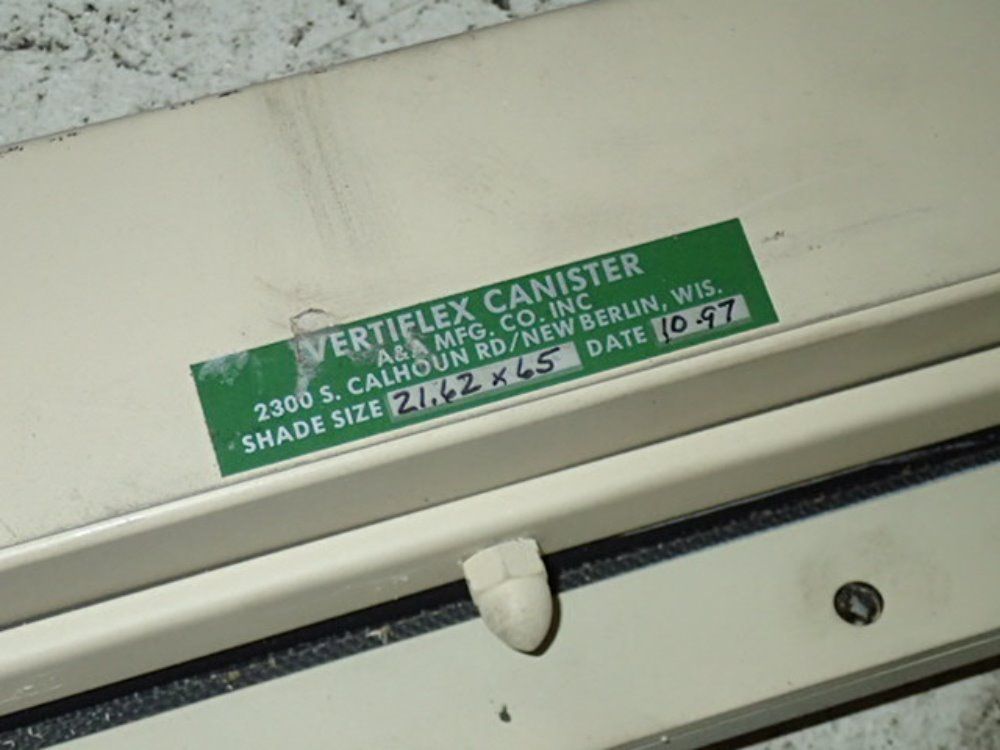 VERTIFLEX CANISTER
A&A MFG. CO. INC
2300 S. CALHOUN RD/NEW BERLIN, WIS.
SHADE SIZE 21.62 x 65 DATE 10-97